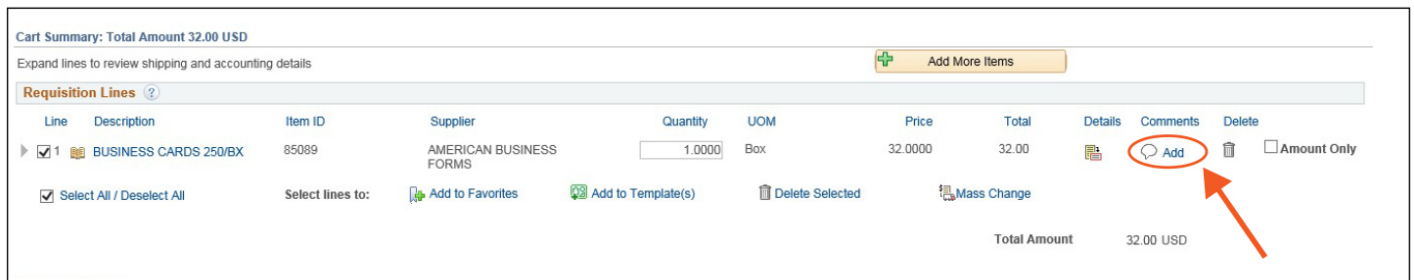 Cart Summary: Total Amount 32.00 USD
Expand lines to review shipping and accounting details
Add More Items
Requisition Lines ?
Line Description Item ID Supplier Quantity UOM Price Total Details Comments Delete
1 BUSINESS CARDS 250/BX 85089 AMERICAN BUSINESS 1.0000 Box 32.0000 32.00 Add Amount Only
FORMS
Select All / Deselect All Select lines to: Add to Favorites Add to Template(s) Delete Selected Mass Change
Total Amount 32.00 USD